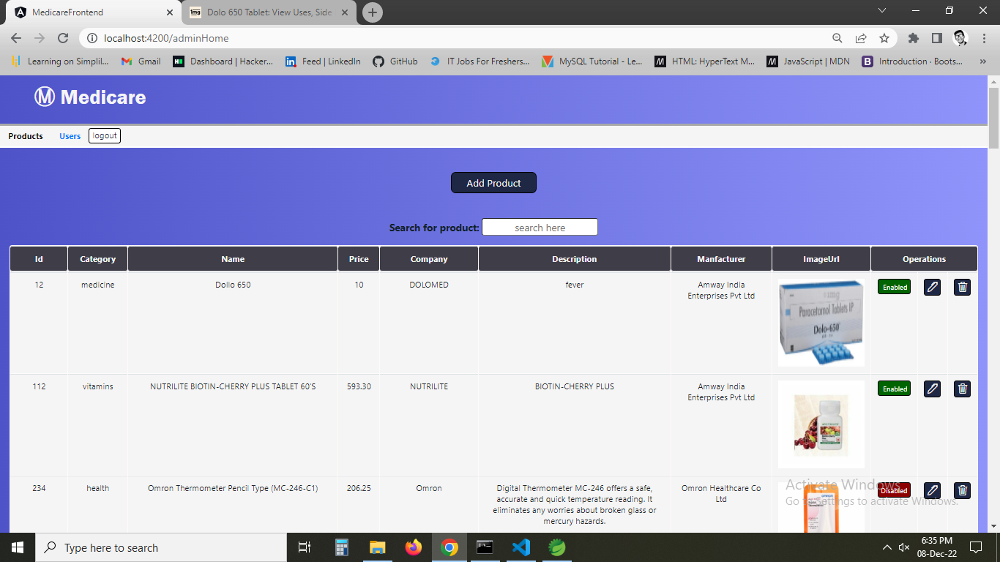 MedicareFrontend
1mg Dolo 650 Tablet: View Uses, Side
localhost:4200/adminHome
Learning on Simplil... Gmail Dashboard | Hacker... Feed | LinkedIn GitHub IT Jobs For Freshers... MySQL Tutorial - Le... HTML: HyperText M... JavaScript | MDN Introduction · Boots... »
M Medicare
Products Users logout
Add Product
Search for product: search here
Id Category Name Price Company Description Manfacturer ImageUrl Operations
12 medicine Dollo 650 10 DOLOMED fever Amway India Enabled
Enterprises Pvt Ltd
Paracetamol Tablets IP
Dolo-650
112 vitamins NUTRILITE BIOTIN-CHERRY PLUS TABLET 60'S 593.30 NUTRILITE BIOTIN-CHERRY PLUS Amway India Enabled
Enterprises Pvt Ltd
234 health Omron Thermometer Pencil Type (MC-246-C1) 206.25 Omron Digital Thermometer MC-246 offers a safe, Omron Healthcare Co Disabled
accurate and quick temperature reading. It Ltd
eliminates any worries about broken glass or
mercury hazards.
Activate Windows
Go to Settings to activate Windows.
Type here to search
6:35 PM
08-Dec-22